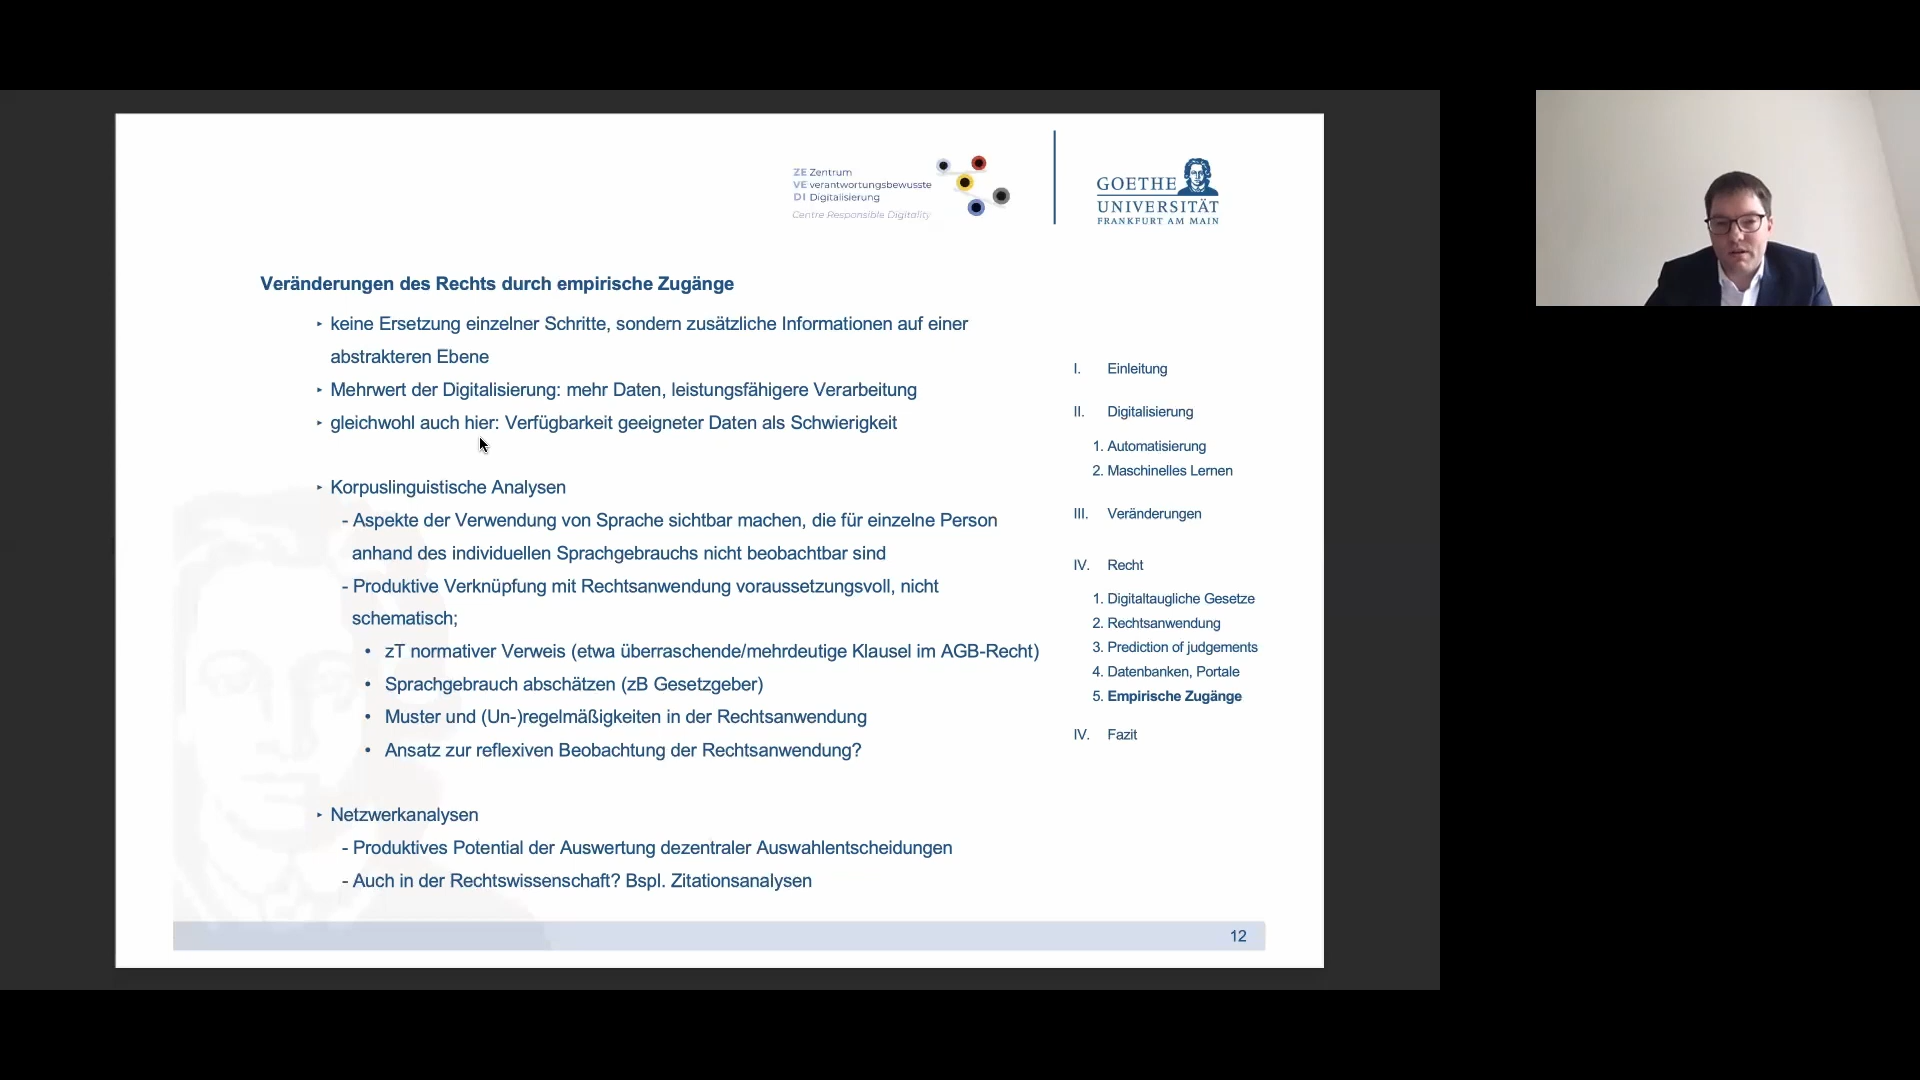 ZE Zentrum
VE verantwortungsbewusste
DI Digitalisierung
Centre Responsible Digitality
GOETHE
UNIVERSITÄT
FRANKFURT AM MAIN
Veränderungen des Rechts durch empirische Zugänge
‣ keine Ersetzung einzelner Schritte, sondern zusätzliche Informationen auf einer
abstrakteren Ebene
‣ Mehrwert der Digitalisierung: mehr Daten, leistungsfähigere Verarbeitung
‣ gleichwohl auch hier: Verfügbarkeit geeigneter Daten als Schwierigkeit
‣ Korpuslinguistische Analysen
- Aspekte der Verwendung von Sprache sichtbar machen, die für einzelne Person
anhand des individuellen Sprachgebrauchs nicht beobachtbar sind
- Produktive Verknüpfung mit Rechtsanwendung voraussetzungsvoll, nicht
schematisch;
• zT normativer Verweis (etwa überraschende/mehrdeutige Klausel im AGB-Recht)
• Sprachgebrauch abschätzen (zB Gesetzgeber)
• Muster und (Un-)regelmäßigkeiten in der Rechtsanwendung
• Ansatz zur reflexiven Beobachtung der Rechtsanwendung?
‣ Netzwerkanalysen
- Produktives Potential der Auswertung dezentraler Auswahlentscheidungen
- Auch in der Rechtswissenschaft? Bspl. Zitationsanalysen
I. Einleitung
II. Digitalisierung
1. Automatisierung
2. Maschinelles Lernen
III. Veränderungen
IV. Recht
1. Digitaltaugliche Gesetze
2. Rechtsanwendung
3. Prediction of judgements
4. Datenbanken, Portale
5. Empirische Zugänge
IV. Fazit
12